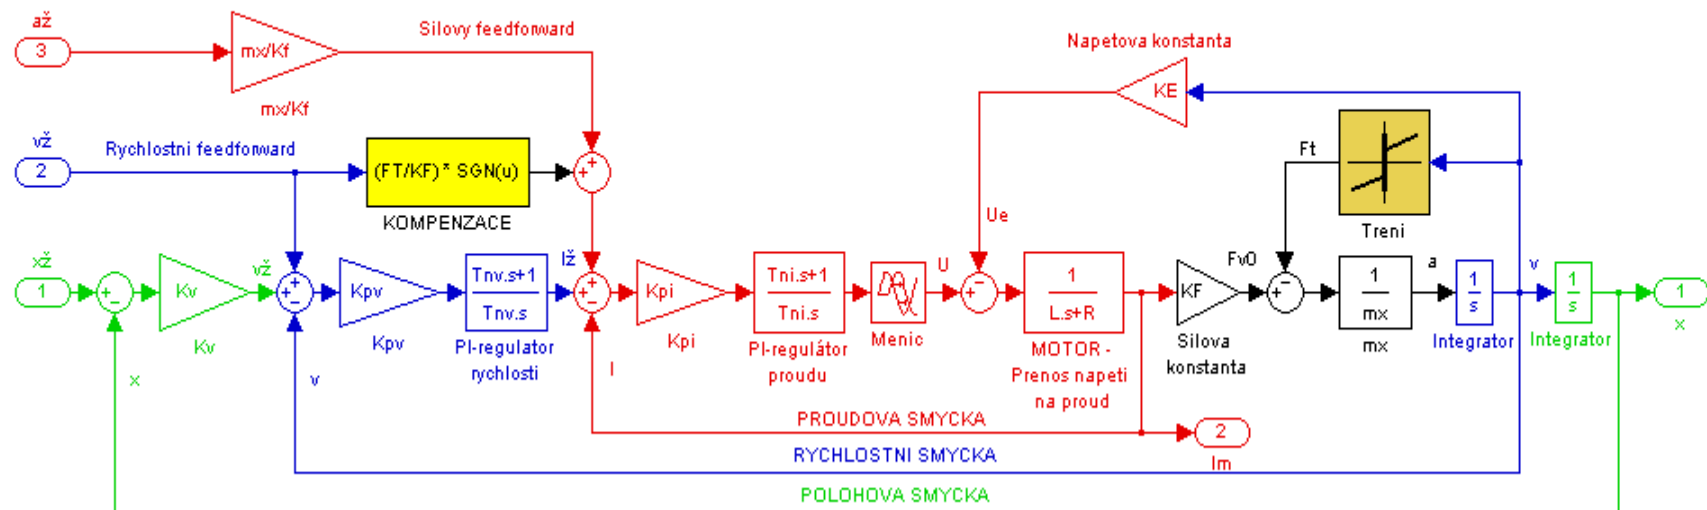 až
3
mx/Kf
mx/Kf
Silovy feedforward
Napetova konstanta
KE
vž
2
Rychlostni feedforward
(FT/KF)* SGN(u)
KOMPENZACE
+
+
Ue
Ft
Treni
xž
1
+
−
Kv
Kv
vž
+
+
−
Kpv
Kpv
Tnv.s+1
Tnv.s
PI-regulator
rychlosti
Iž
+
+
−
Kpi
Kpi
Tni.s+1
Tni.s
PI-regulátor
proudu
Menic
U
−
+
1
L.s+R
MOTOR -
Prenos napeti
na proud
KF
Silova
konstanta
Fv0
−
+
1
mx
mx
a
1
s
Integrator
v
1
s
Integrator
1
x
x
v
I
PROUDOVA SMYCKA
2
Im
RYCHLOSTNI SMYCKA
POLOHOVA SMYCKA